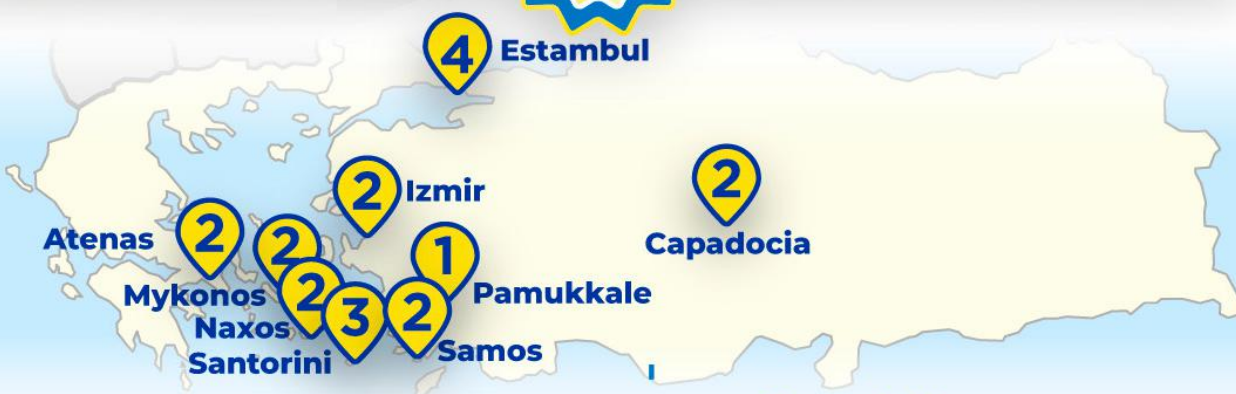 4 Estambul
2 Izmir
2 Capadocia
Atenas 2
2
1 Pamukkale
Mykonos
2 Naxos
3 Santorini
2 Samos